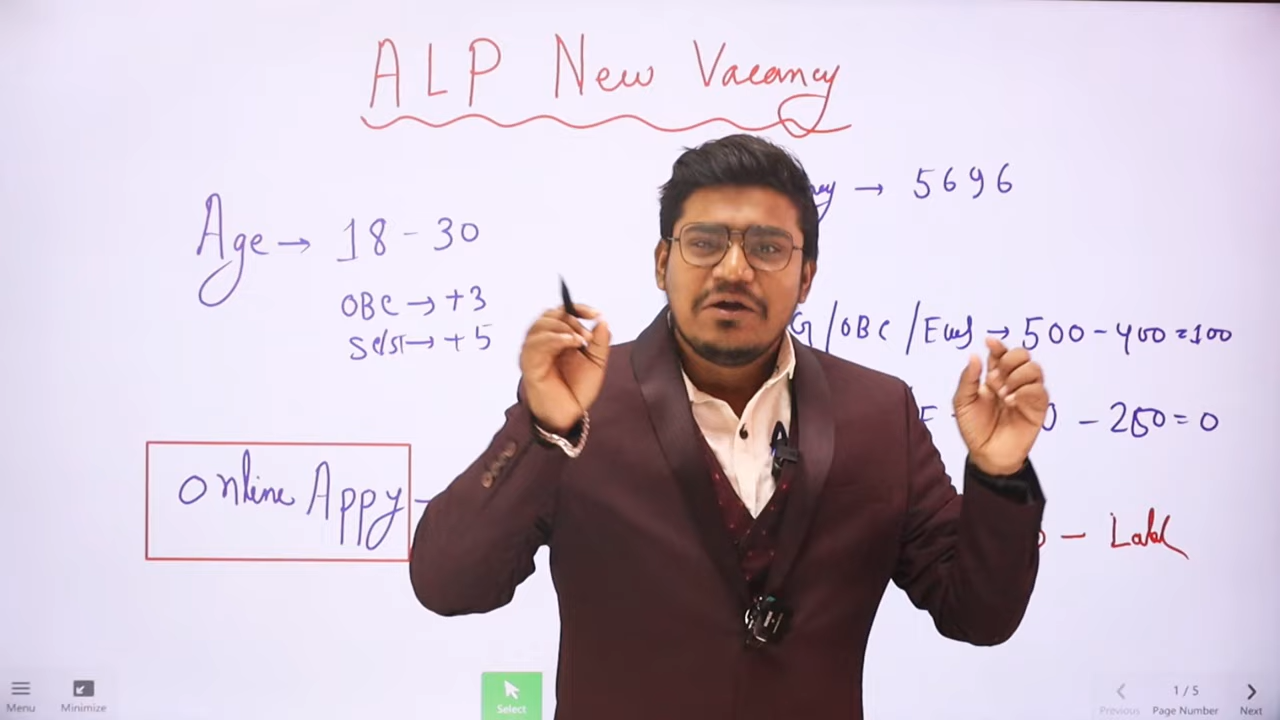 ALP New Vacancy
Age → 18 - 30
OBC → +3
Sc/ST → +5
Online Appy -
→ 5696
G/OBC/Ews → 500 - 400 = 100
- 250 = 0
Menu
Minimize
Select
Previous
1 / 5
Page Number
Next